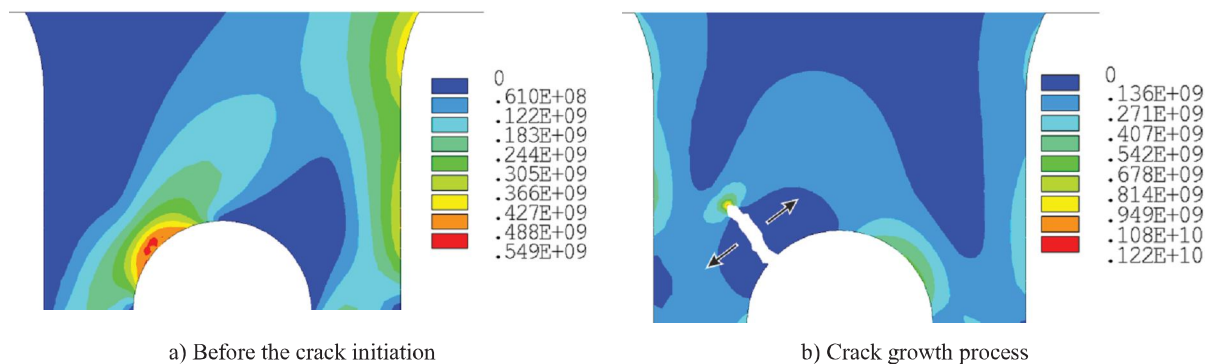 0
.610E+08
.122E+09
.183E+09
.244E+09
.305E+09
.366E+09
.427E+09
.488E+09
.549E+09
0
.136E+09
.271E+09
.407E+09
.542E+09
.678E+09
.814E+09
.949E+09
.108E+10
.122E+10
a) Before the crack initiation
b) Crack growth process